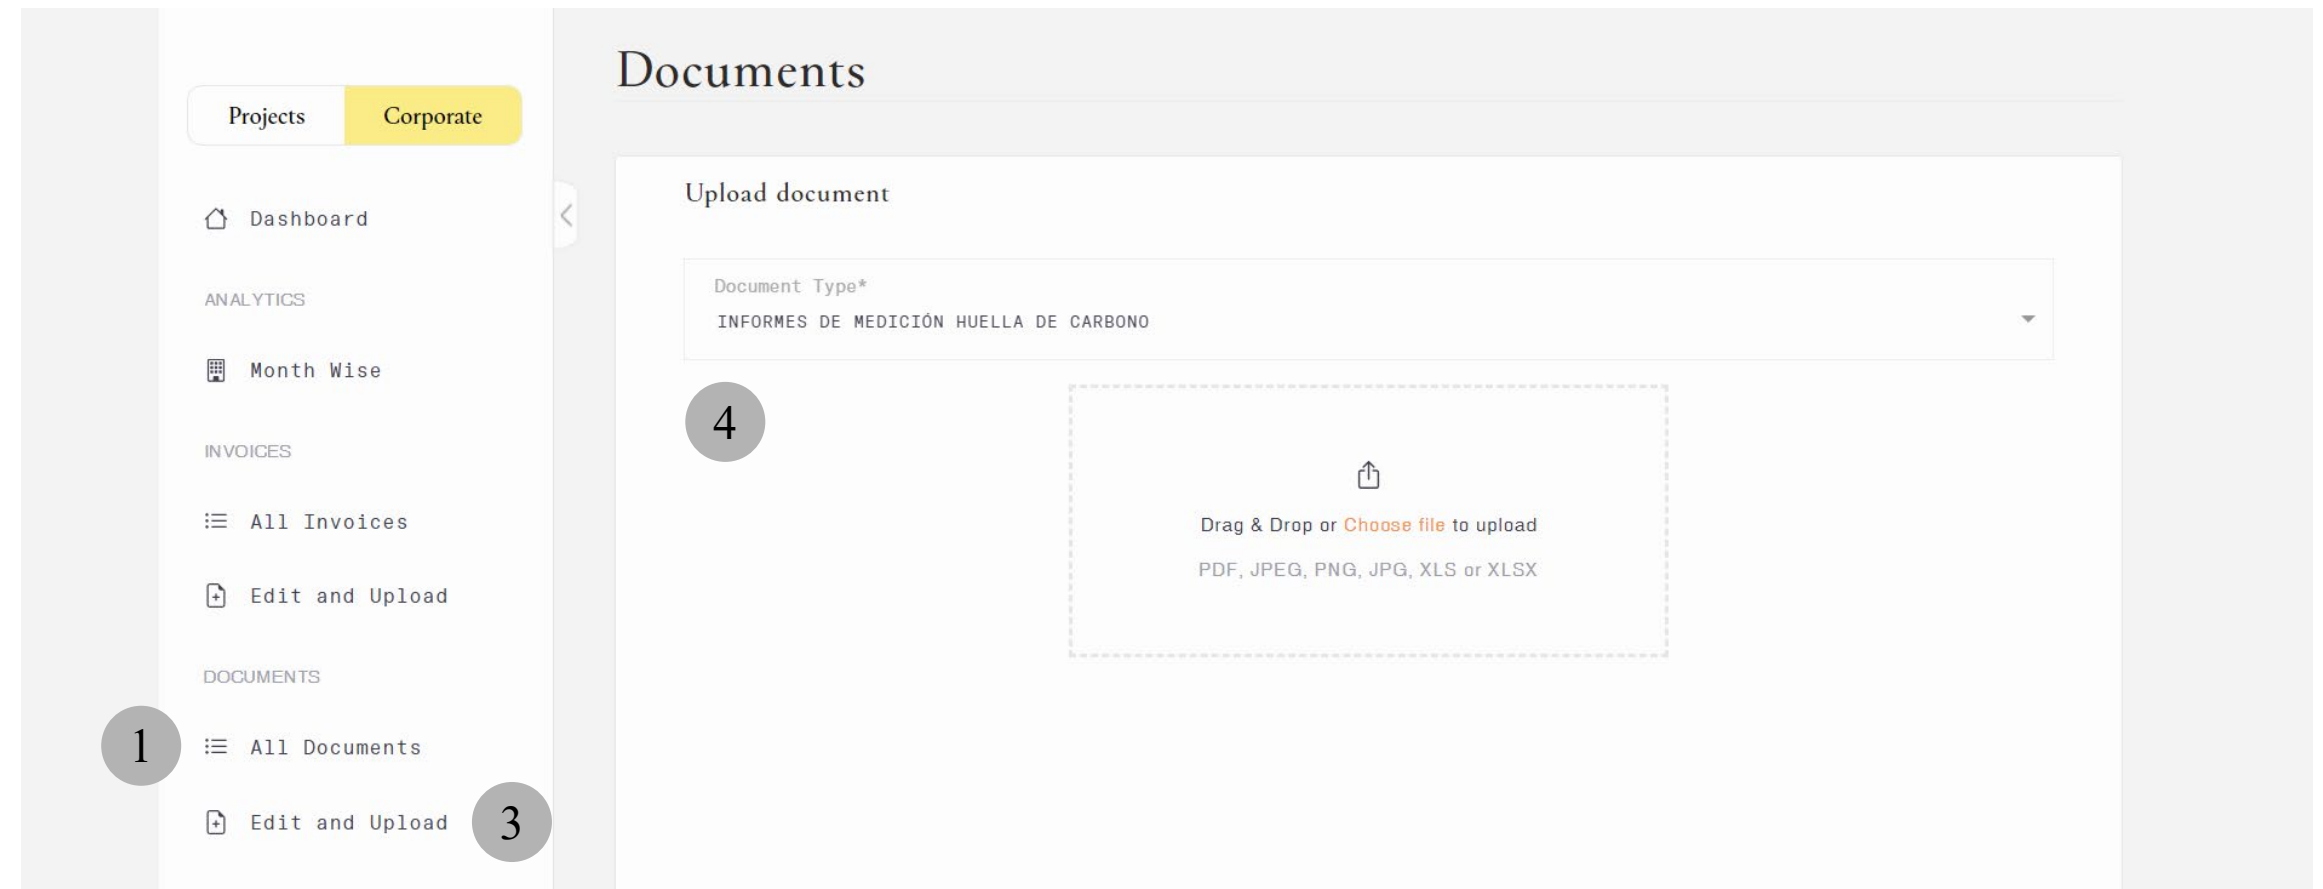 Projects
Corporate
Dashboard
ANALYTICS
Month Wise
INVOICES
All Invoices
Edit and Upload
DOCUMENTS
1
All Documents
Edit and Upload
3
Documents
Upload document
Document Type*
INFORMES DE MEDICIÓN HUELLA DE CARBONO
4
Drag & Drop or Choose file to upload
PDF, JPEG, PNG, JPG, XLS or XLSX